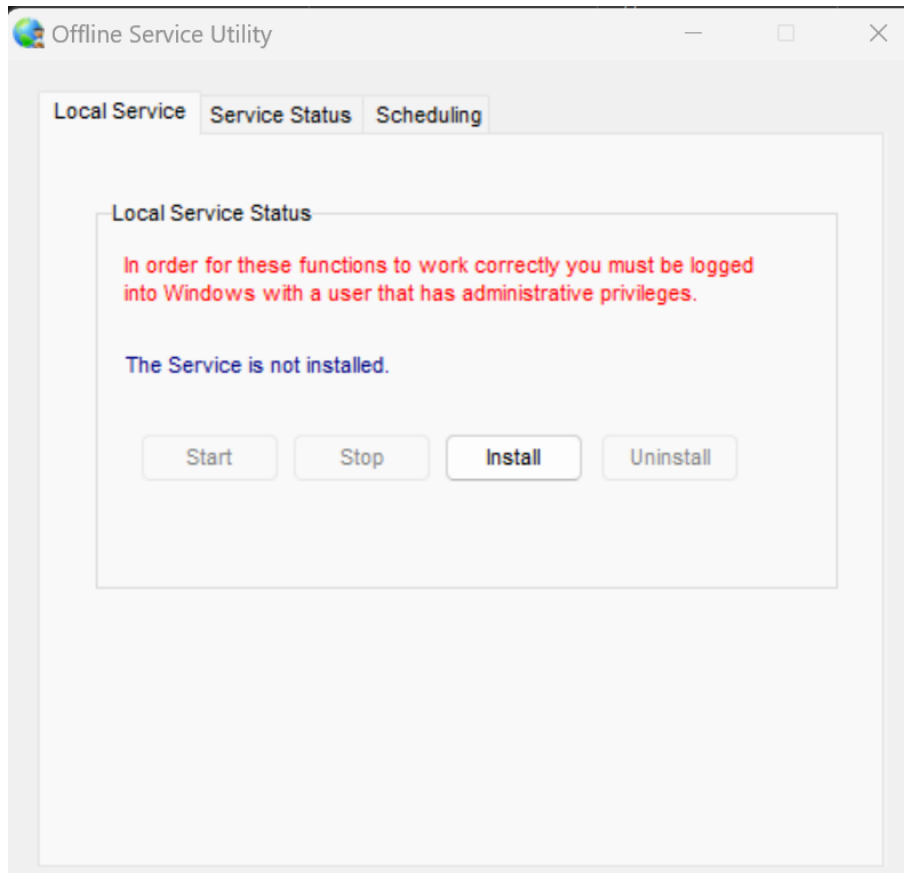 Offline Service Utility
Local Service Service Status Scheduling
Local Service Status
In order for these functions to work correctly you must be logged
into Windows with a user that has administrative privileges.
The Service is not installed.
Start Stop Install Uninstall